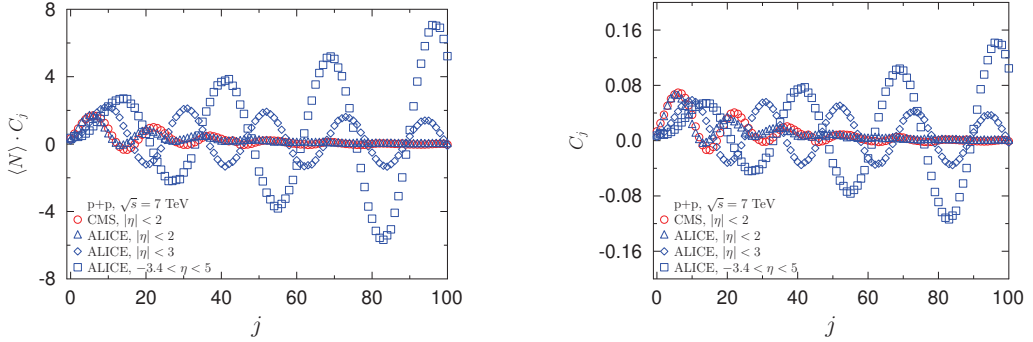 8
4
0
-4
-8
0 20 40 60 80 100
⟨N⟩ · C_j
j
p+p, √s = 7 TeV
CMS, |η| < 2
ALICE, |η| < 2
ALICE, |η| < 3
ALICE, −3.4 < η < 5
0.16
0.08
0.0
-0.08
-0.16
0 20 40 60 80 100
C_j
j
p+p, √s = 7 TeV
CMS, |η| < 2
ALICE, |η| < 2
ALICE, |η| < 3
ALICE, −3.4 < η < 5